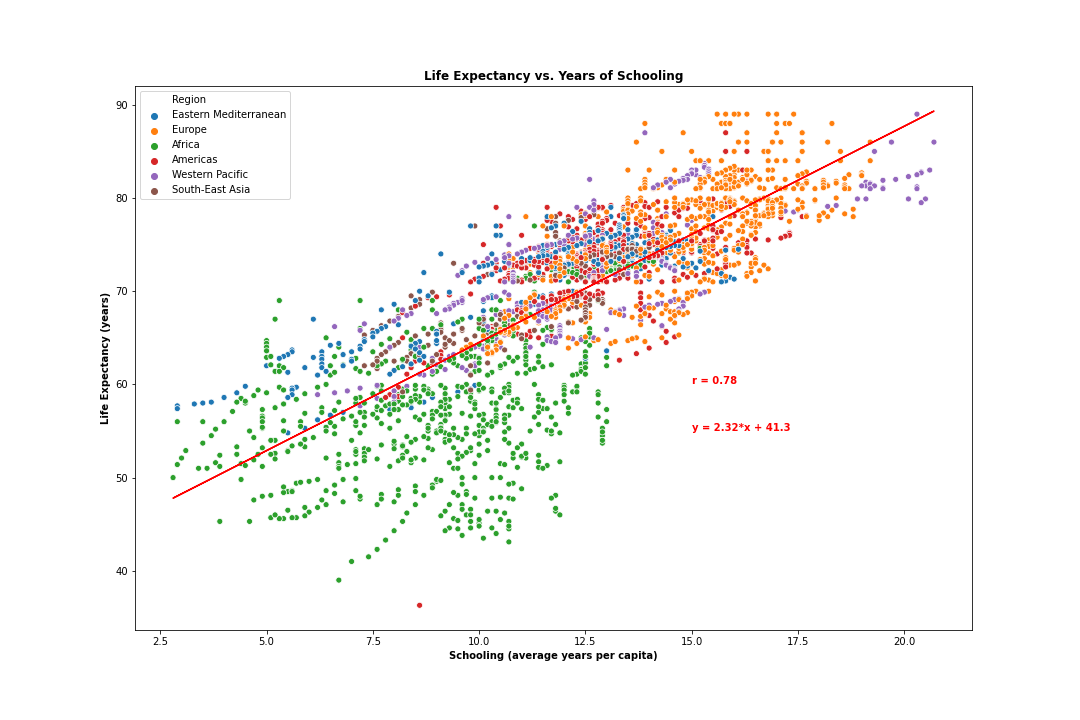 Life Expectancy vs. Years of Schooling
Region
Eastern Mediterranean
Europe
Africa
Americas
Western Pacific
South-East Asia
90
80
70
60
50
40
Life Expectancy (years)
r = 0.78
y = 2.32*x + 41.3
2.5 5.0 7.5 10.0 12.5 15.0 17.5 20.0
Schooling (average years per capita)